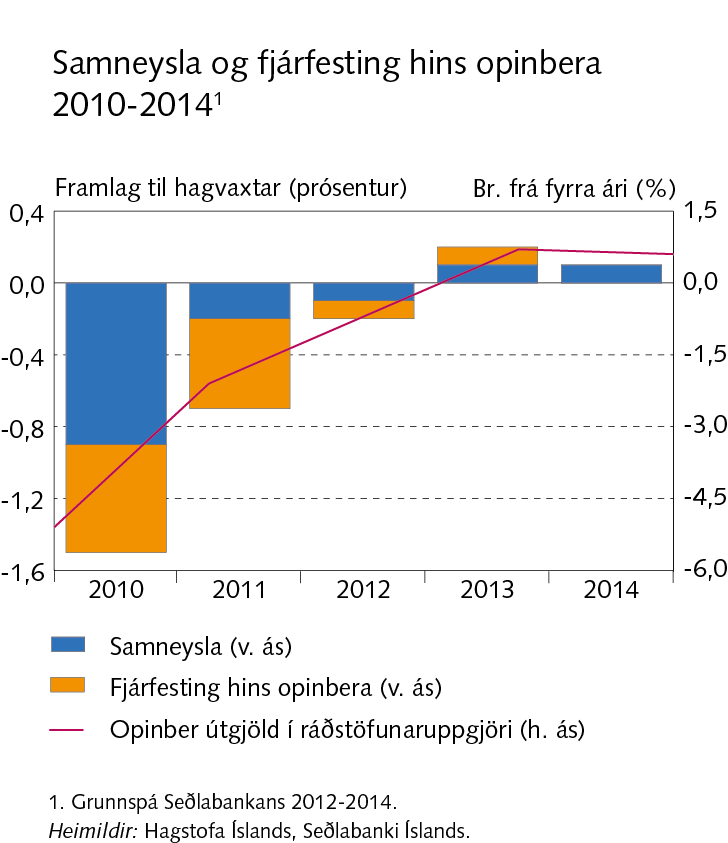 Samneysla og fjárfesting hins opinbera
2010-2014¹
Framlag til hagvaxtar (prósentur) Br. frá fyrra ári (%)
0,4 1,5
0,0 0,0
-0,4 -1,5
-0,8 -3,0
-1,2 -4,5
-1,6 -6,0
2010 2011 2012 2013 2014
Samneysla (v. ás)
Fjárfesting hins opinbera (v. ás)
Opinber útgjöld í ráðstöfunaruppgjöri (h. ás)
1. Grunnspá Seðlabankans 2012-2014.
Heimildir: Hagstofa Íslands, Seðlabanki Íslands.